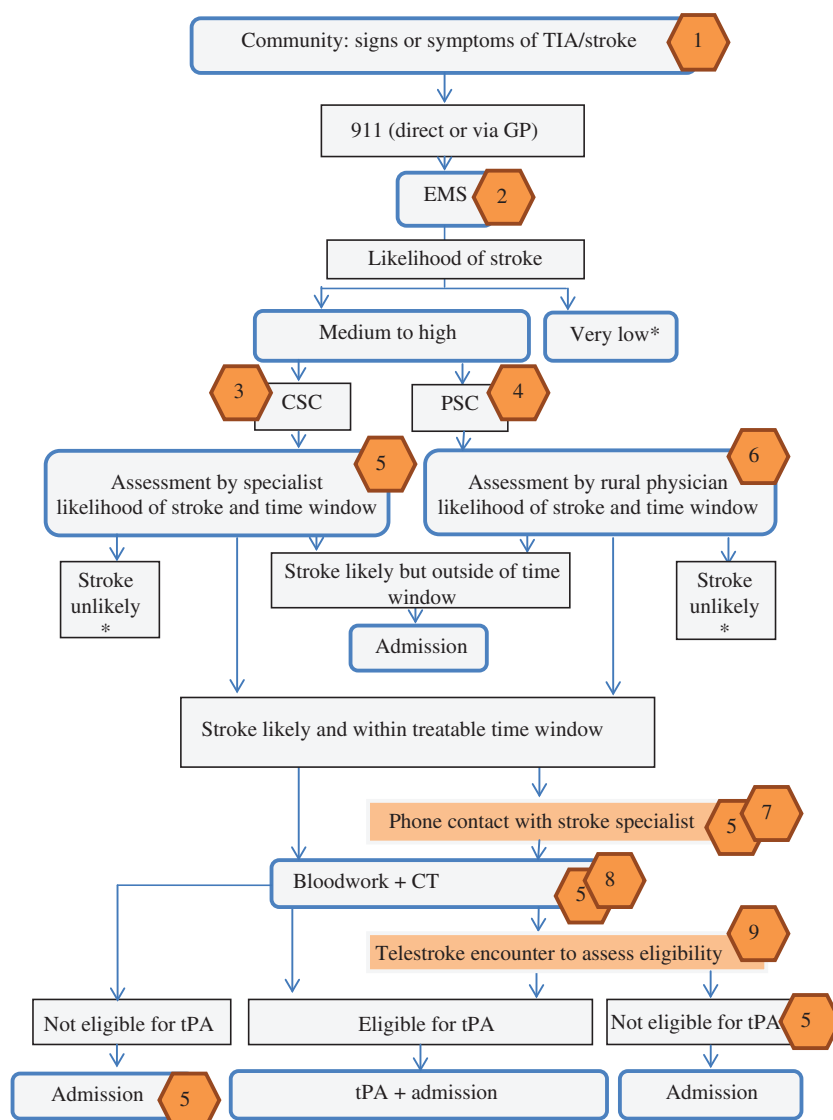 Community: signs or symptoms of TIA/stroke
1
911 (direct or via GP)
EMS
2
Likelihood of stroke
Medium to high
Very low*
3
CSC
PSC
4
Assessment by specialist
likelihood of stroke and time window
5
Assessment by rural physician
likelihood of stroke and time window
6
Stroke
unlikely
*
Stroke likely but outside of time
window
Stroke
unlikely
*
Admission
Stroke likely and within treatable time window
Phone contact with stroke specialist
5
7
Bloodwork + CT
5
8
Telestroke encounter to assess eligibility
9
Not eligible for tPA
Eligible for tPA
Not eligible for tPA
5
Admission
5
tPA + admission
Admission